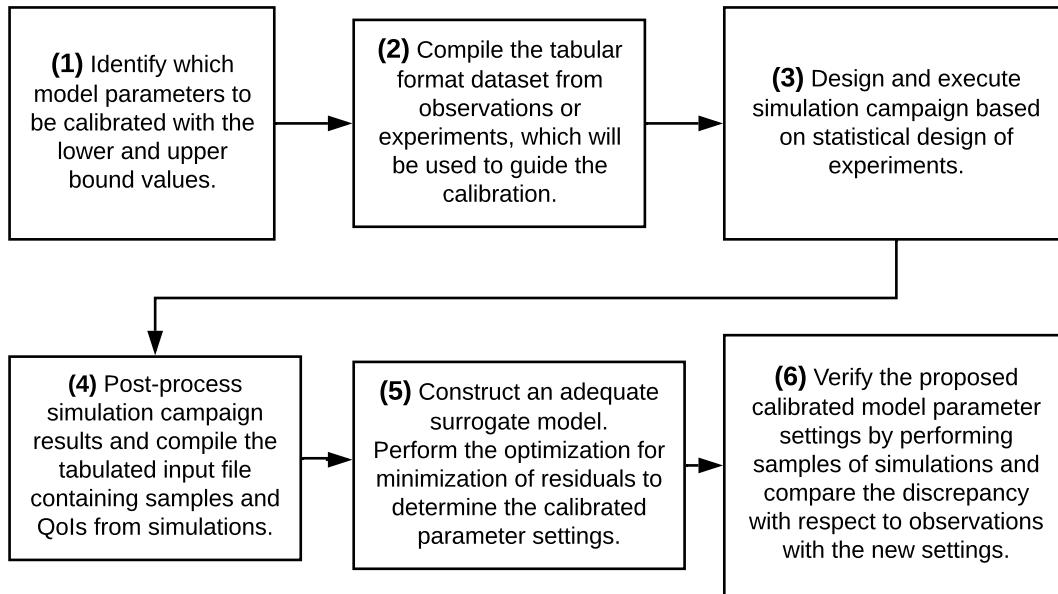 (1) Identify which
model parameters to
be calibrated with the
lower and upper
bound values.
(2) Compile the tabular
format dataset from
observations or
experiments, which will
be used to guide the
calibration.
(3) Design and execute
simulation campaign based
on statistical design of
experiments.
(4) Post-process
simulation campaign
results and compile the
tabulated input file
containing samples and
QoIs from simulations.
(5) Construct an adequate
surrogate model.
Perform the optimization for
minimization of residuals to
determine the calibrated
parameter settings.
(6) Verify the proposed
calibrated model parameter
settings by performing
samples of simulations and
compare the discrepancy
with respect to observations
with the new settings.